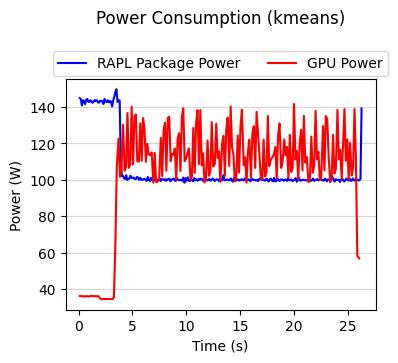 Power Consumption (kmeans)
RAPL Package Power
GPU Power
140
120
100
80
60
40
Power (W)
0
5
10
15
20
25
Time (s)